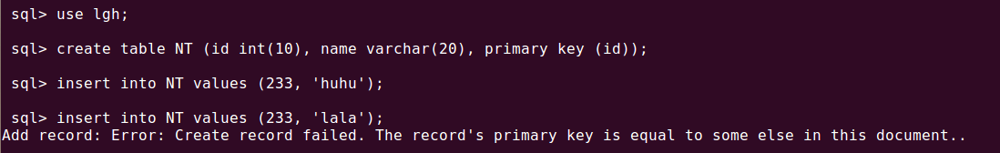 sql> use lgh;
sql> create table NT (id int(10), name varchar(20), primary key (id));
sql> insert into NT values (233, 'huhu');
sql> insert into NT values (233, 'lala');
Add record: Error: Create record failed. The record's primary key is equal to some else in this document..